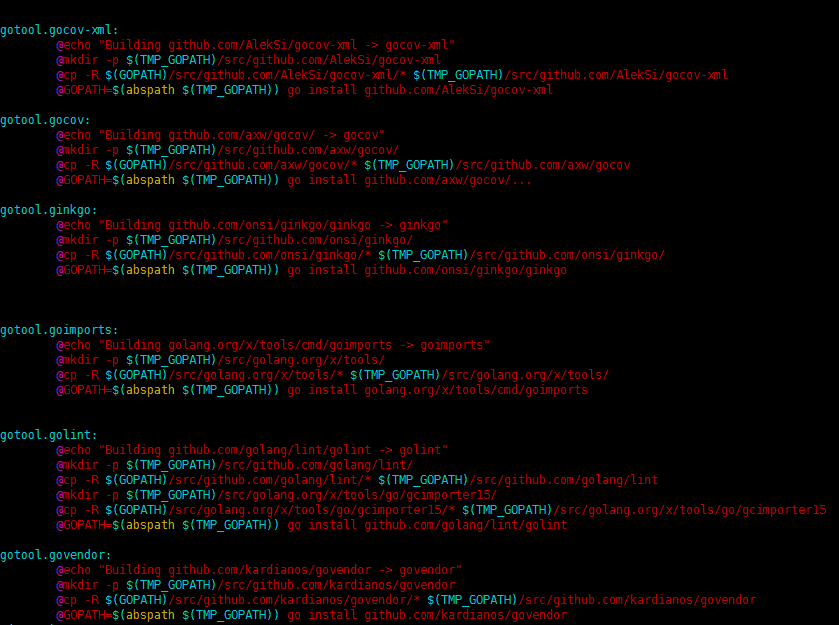 gotool.gocov-xml:
@echo "Building github.com/AlekSi/gocov-xml -> gocov-xml"
@mkdir -p $(TMP_GOPATH)/src/github.com/AlekSi/gocov-xml
@cp -R $(GOPATH)/src/github.com/AlekSi/gocov-xml/* $(TMP_GOPATH)/src/github.com/AlekSi/gocov-xml
@GOPATH=$(abspath $(TMP_GOPATH)) go install github.com/AlekSi/gocov-xml
gotool.gocov:
@echo "Building github.com/axw/gocov/ -> gocov"
@mkdir -p $(TMP_GOPATH)/src/github.com/axw/gocov/
@cp -R $(GOPATH)/src/github.com/axw/gocov/* $(TMP_GOPATH)/src/github.com/axw/gocov
@GOPATH=$(abspath $(TMP_GOPATH)) go install github.com/axw/gocov/...
gotool.ginkgo:
@echo "Building github.com/onsi/ginkgo/ginkgo -> ginkgo"
@mkdir -p $(TMP_GOPATH)/src/github.com/onsi/ginkgo/
@cp -R $(GOPATH)/src/github.com/onsi/ginkgo/* $(TMP_GOPATH)/src/github.com/onsi/ginkgo/
@GOPATH=$(abspath $(TMP_GOPATH)) go install github.com/onsi/ginkgo/ginkgo
gotool.goimports:
@echo "Building golang.org/x/tools/cmd/goimports -> goimports"
@mkdir -p $(TMP_GOPATH)/src/golang.org/x/tools/
@cp -R $(GOPATH)/src/golang.org/x/tools/* $(TMP_GOPATH)/src/golang.org/x/tools/
@GOPATH=$(abspath $(TMP_GOPATH)) go install golang.org/x/tools/cmd/goimports
gotool.golint:
@echo "Building github.com/golang/lint/golint -> golint"
@mkdir -p $(TMP_GOPATH)/src/github.com/golang/lint/
@cp -R $(GOPATH)/src/github.com/golang/lint/* $(TMP_GOPATH)/src/github.com/golang/lint
@mkdir -p $(TMP_GOPATH)/src/golang.org/x/tools/go/gcimporter15/
@cp -R $(GOPATH)/src/golang.org/x/tools/go/gcimporter15/* $(TMP_GOPATH)/src/golang.org/x/tools/go/gcimporter15
@GOPATH=$(abspath $(TMP_GOPATH)) go install github.com/golang/lint/golint
gotool.govendor:
@echo "Building github.com/kardianos/govendor -> govendor"
@mkdir -p $(TMP_GOPATH)/src/github.com/kardianos/govendor
@cp -R $(GOPATH)/src/github.com/kardianos/govendor/* $(TMP_GOPATH)/src/github.com/kardianos/govendor
@GOPATH=$(abspath $(TMP_GOPATH)) go install github.com/kardianos/govendor